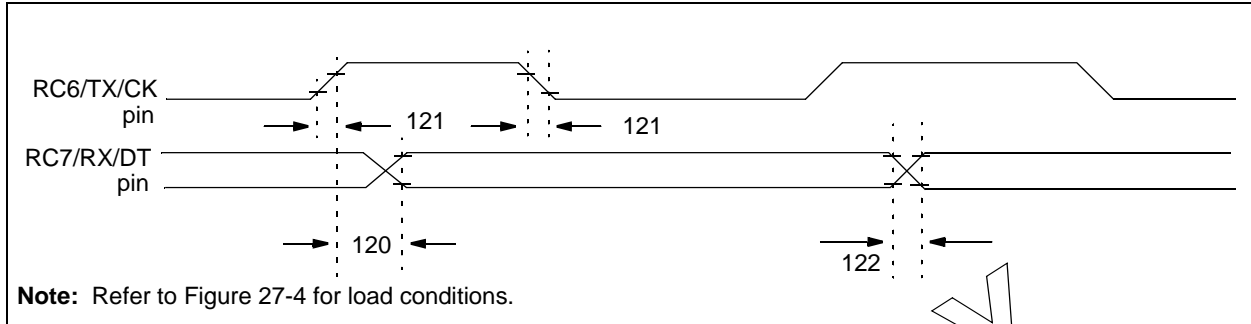 RC6/TX/CK
pin
121
121
RC7/RX/DT
pin
120
122
Note: Refer to Figure 27-4 for load conditions.